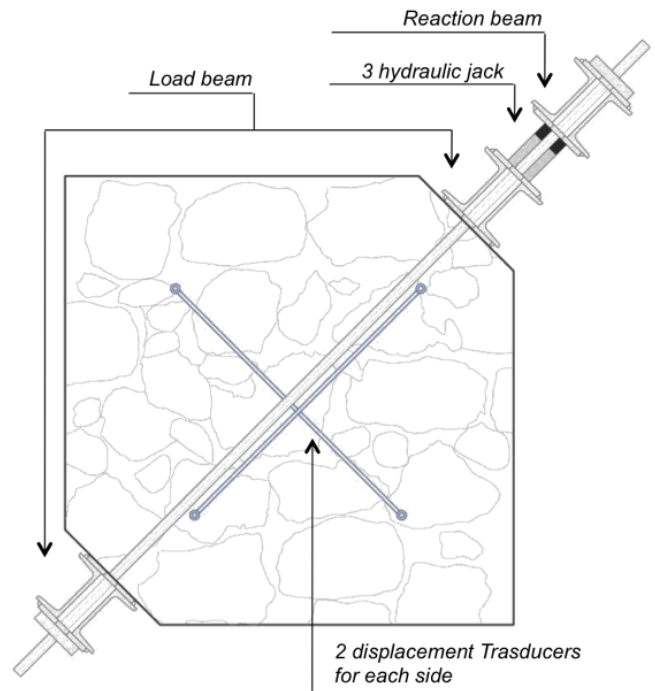 Reaction beam
3 hydraulic jack
Load beam
2 displacement Trasducers
for each side